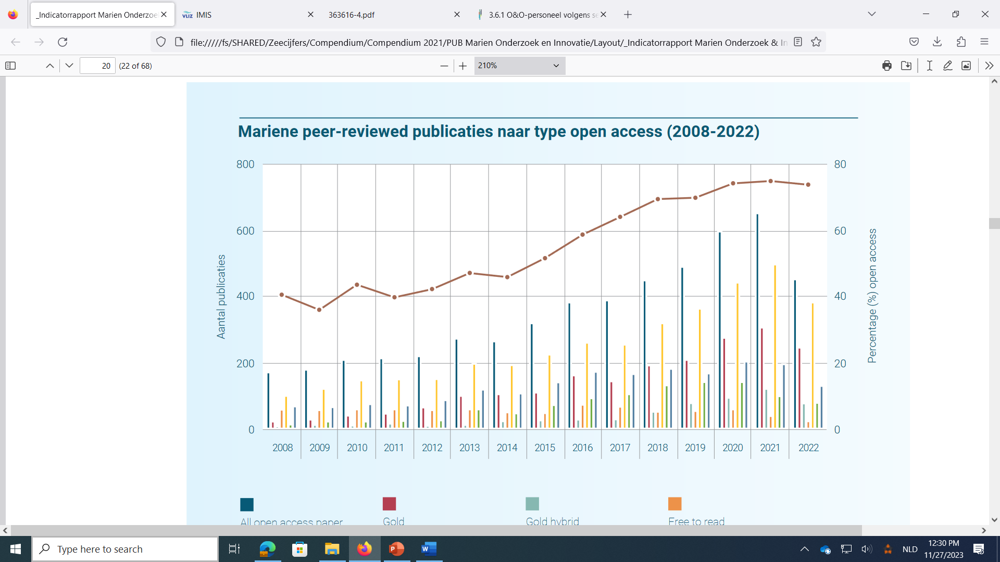 _Indicatorrapport Marien Onderzoe
VLIZ IMIS
363616-4.pdf
3.6.1 O&O-personeel volgens se
file://///fs/SHARED/Zeecijfers/Compendium/Compendium 2021/PUB Marien Onderzoek en Innovatie/Layout/_Indicatorrapport Marien Onderzoek & In
20 (22 of 68)
210%
Mariene peer-reviewed publicaties naar type open access (2008-2022)
800
600
400
200
0
Aantal publicaties
80
60
40
20
0
Percentage (%) open access
2008 2009 2010 2011 2012 2013 2014 2015 2016 2017 2018 2019 2020 2021 2022
All open access paper
Gold
Gold hybrid
Free to read
Type here to search
NLD
12:30 PM
11/27/2023